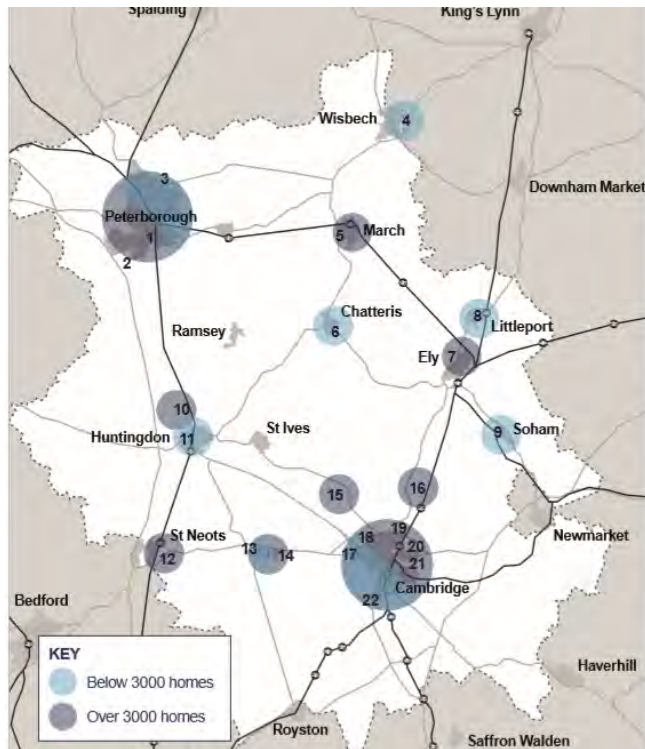 Spalding
King's Lynn
Wisbech
4
Downham Market
3
Peterborough
1
2
5
March
Chatteris
6
8
Littleport
Ramsey
Ely
7
10
Huntingdon
11
St Ives
9
Soham
15
16
Newmarket
St Neots
12
13
14
17
18
19
20
21
Cambridge
22
Bedford
KEY
Below 3000 homes
Over 3000 homes
Haverhill
Royston
Saffron Walden